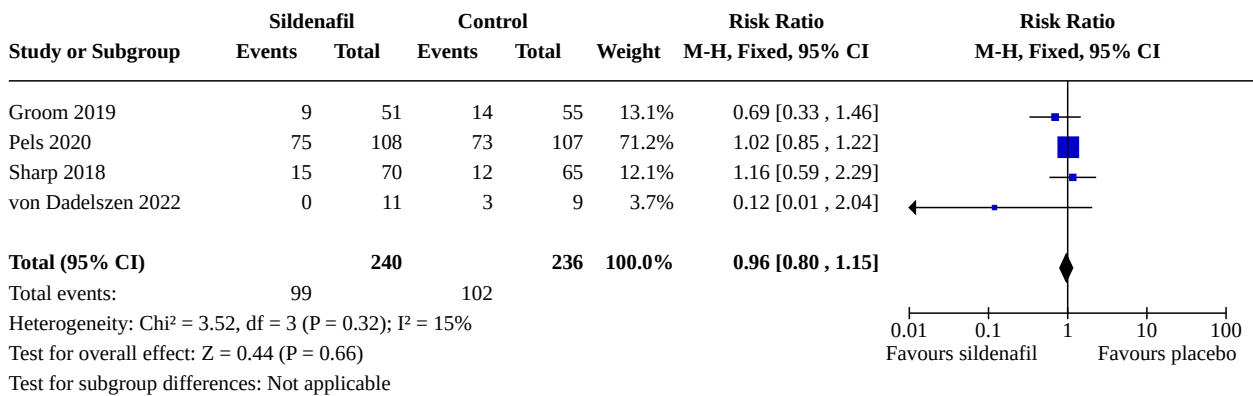 Sildenafil Control Risk Ratio Risk Ratio
Study or Subgroup Events Total Events Total Weight M-H, Fixed, 95% CI M-H, Fixed, 95% CI
Groom 2019 9 51 14 55 13.1% 0.69 [0.33 , 1.46]
Pels 2020 75 108 73 107 71.2% 1.02 [0.85 , 1.22]
Sharp 2018 15 70 12 65 12.1% 1.16 [0.59 , 2.29]
von Dadelszen 2022 0 11 3 9 3.7% 0.12 [0.01 , 2.04]
Total (95% CI) 240 236 100.0% 0.96 [0.80 , 1.15]
Total events: 99 102
Heterogeneity: Chi² = 3.52, df = 3 (P = 0.32); I² = 15%
Test for overall effect: Z = 0.44 (P = 0.66)
Test for subgroup differences: Not applicable
0.01 0.1 1 10 100
Favours sildenafil Favours placebo